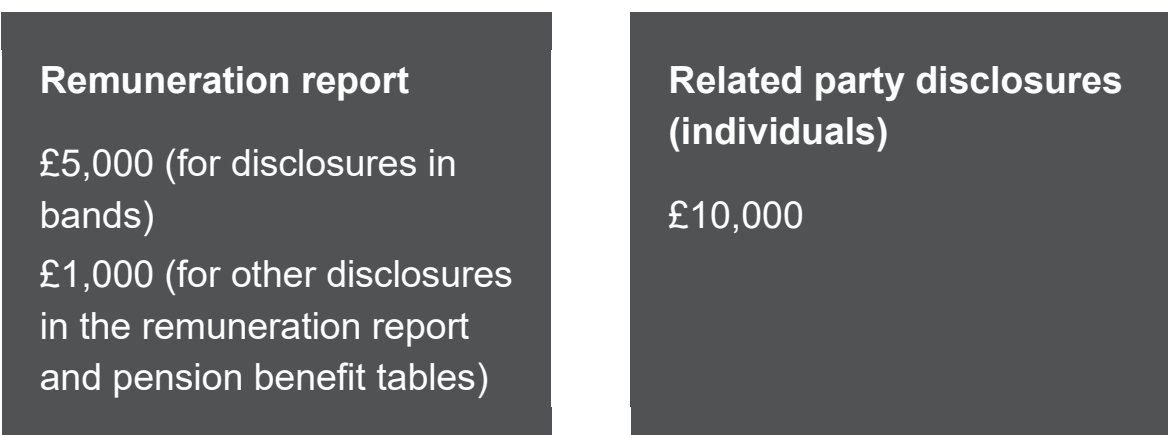 Remuneration report
£5,000 (for disclosures in
bands)
£1,000 (for other disclosures
in the remuneration report
and pension benefit tables)
Related party disclosures
(individuals)
£10,000